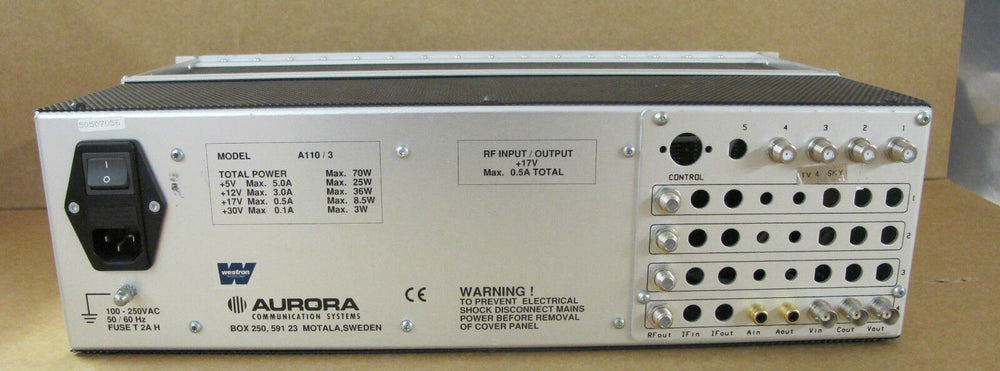 50507056
MODEL A110 / 3
TOTAL POWER Max. 70W
+5V Max. 5.0A Max. 25W
+12V Max. 3.0A Max. 36W
+17V Max. 0.5A Max. 8.5W
+30V Max 0.1A Max. 3W
RF INPUT / OUTPUT
+17V
Max. 0.5A TOTAL
5 4 3 2 1
CONTROL
TV 4 SKY
1
2
3
westron
W
AURORA
COMMUNICATION SYSTEMS
BOX 250, 591 23 MOTALA,SWEDEN
100 - 250VAC
50 / 60 Hz
FUSE T 2A H
CE
WARNING !
TO PREVENT ELECTRICAL
SHOCK DISCONNECT MAINS
POWER BEFORE REMOVAL
OF COVER PANEL
RFout IFin IFout Ain Aout Vin Cout Vout